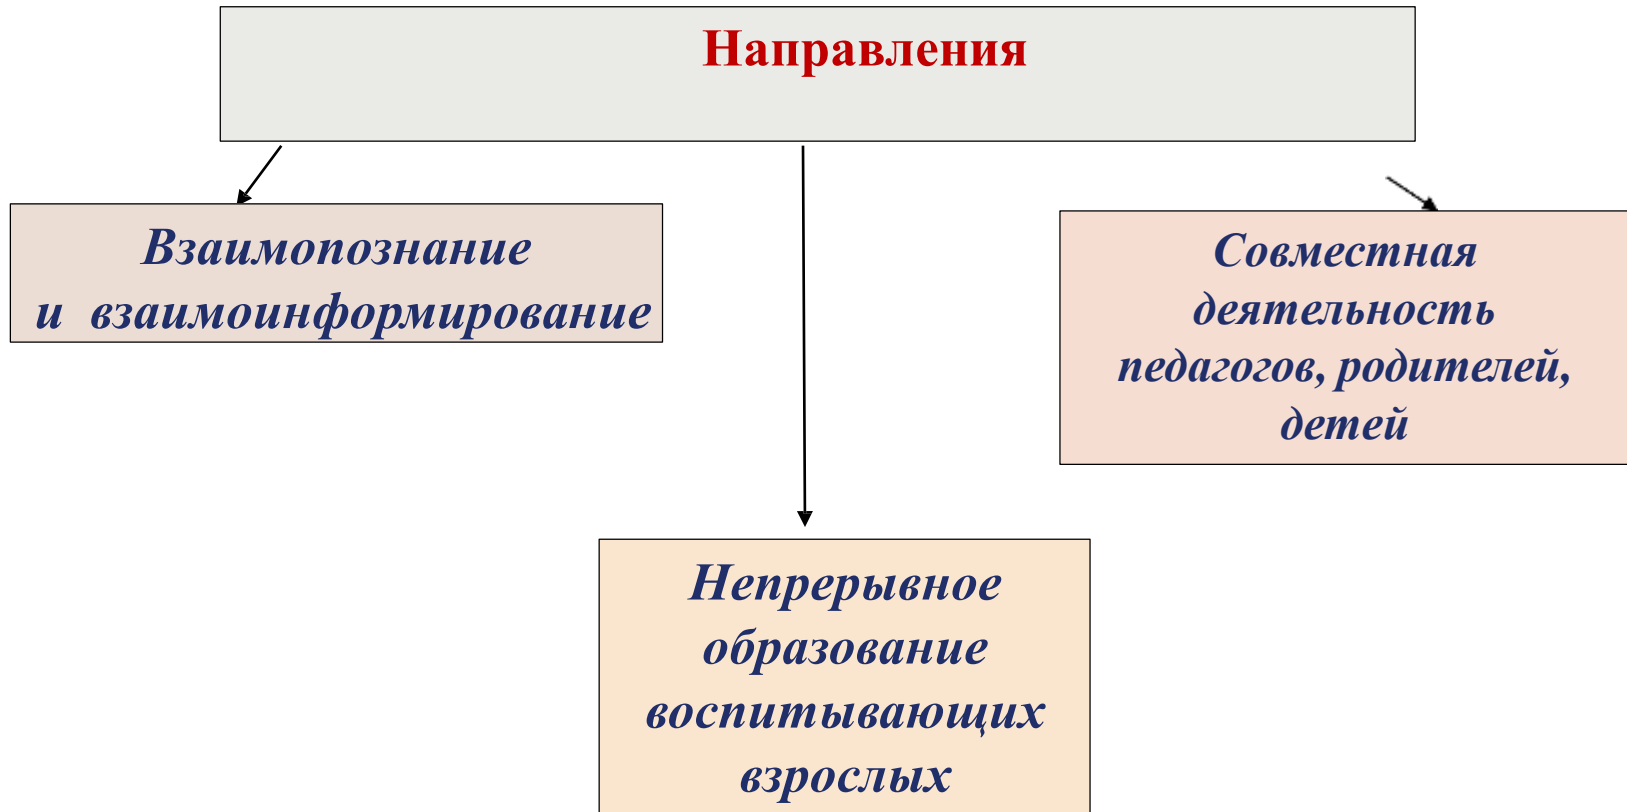 Направления
Взаимопознание
и взаимоинформирование
Совместная
деятельность
педагогов, родителей,
детей
Непрерывное
образование
воспитывающих
взрослых